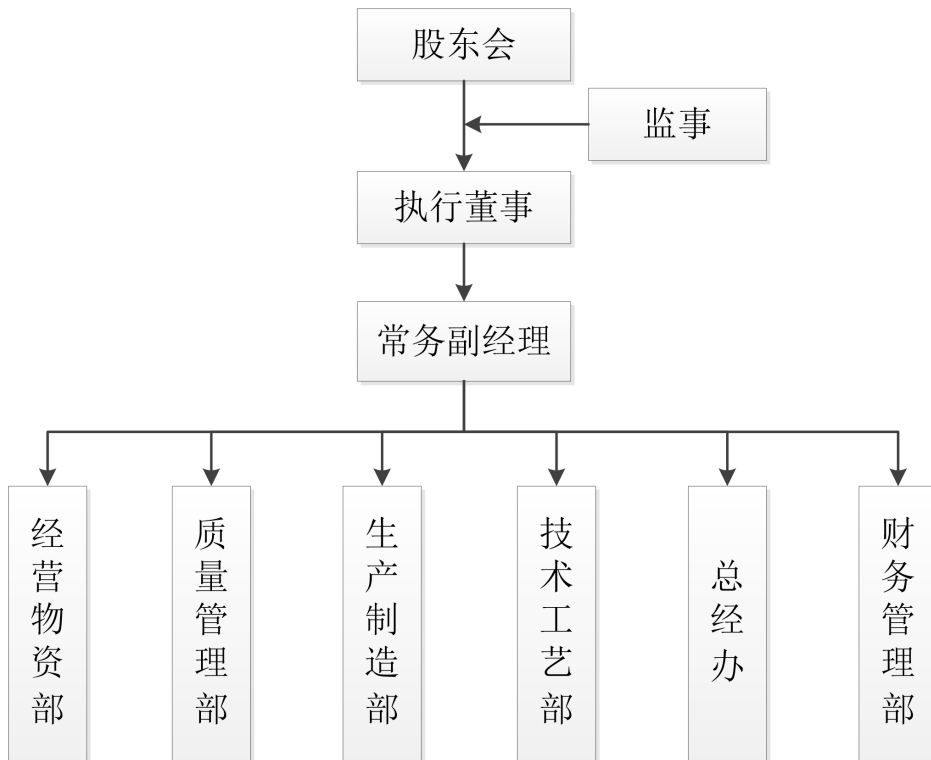 股东会
监事
执行董事
常务副经理
经营物资部
质量管理部
生产制造部
技术工艺部
总经办
财务管理部